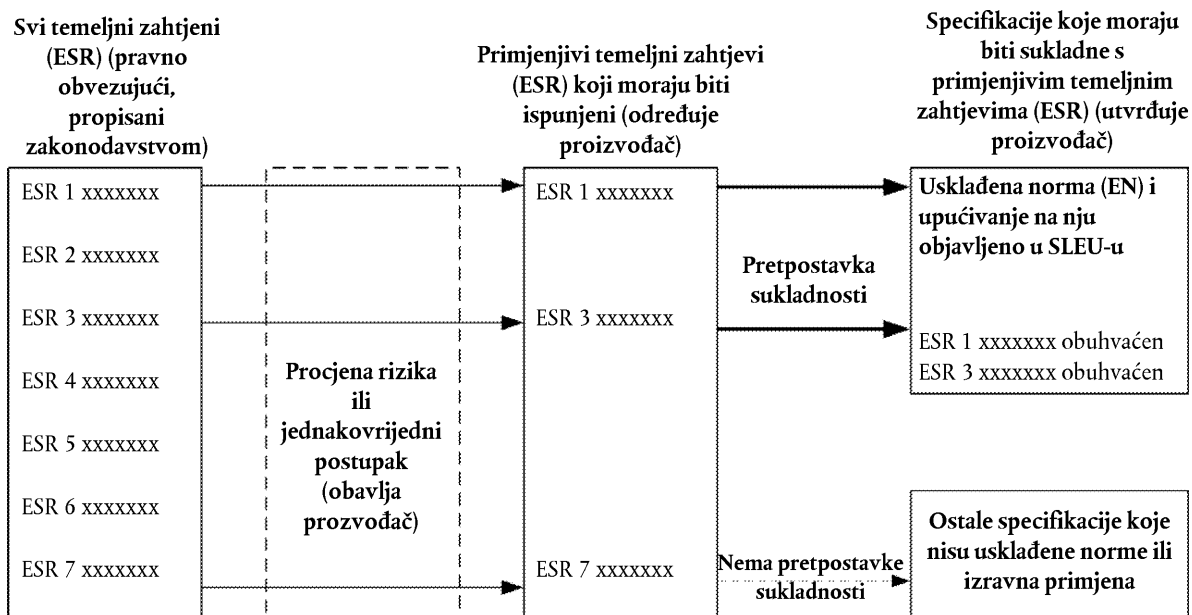 Svi temeljni zahtjeni
(ESR) (pravno
obvezujući,
propisani
zakonodavstvom)
ESR 1 xxxxxxx
ESR 2 xxxxxxx
ESR 3 xxxxxxx
ESR 4 xxxxxxx
ESR 5 xxxxxxx
ESR 6 xxxxxxx
ESR 7 xxxxxxx
Procjena rizika
ili
jednakovrijedni
postupak
(obavlja
prozvođač)
Primjenjivi temeljni zahtjevi
(ESR) koji moraju biti
ispunjeni (određuje
proizvođač)
ESR 1 xxxxxxx
ESR 3 xxxxxxx
ESR 7 xxxxxxx
Pretpostavka
sukladnosti
Nema pretpostavke
sukladnosti
Specifikacije koje moraju
biti sukladne s
primjenjivim temeljnim
zahtjevima (ESR) (utvrđuje
proizvođač)
Usklađena norma (EN) i
upućivanje na nju
objavljeno u SLEU-u
ESR 1 xxxxxxx obuhvaćen
ESR 3 xxxxxxx obuhvaćen
Ostale specifikacije koje
nisu usklađene norme ili
izravna primjena